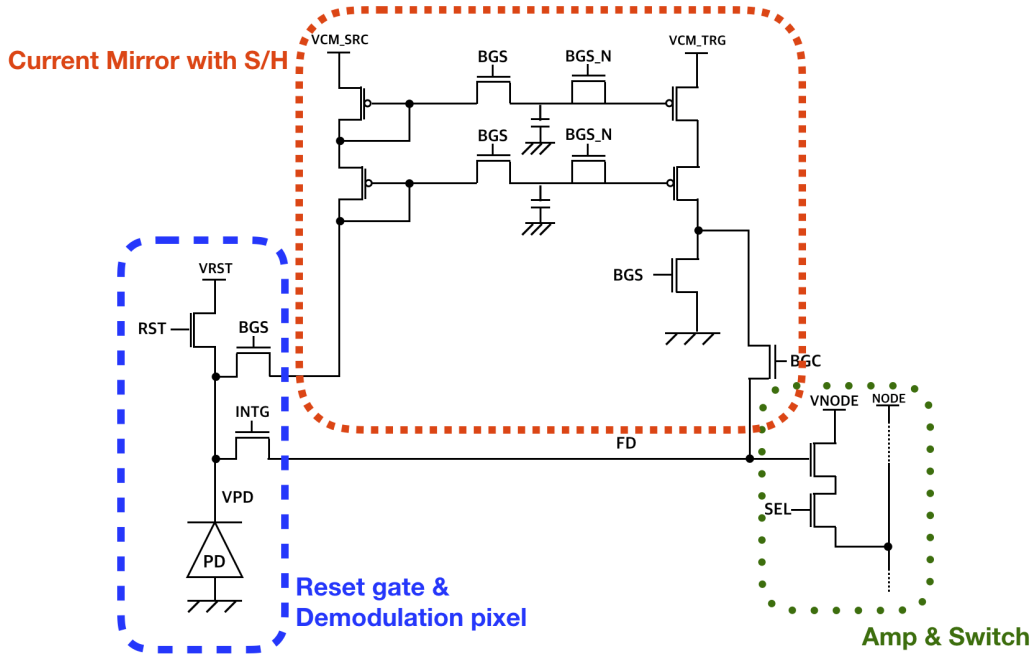 VCM_SRC
VCM_TRG
Current Mirror with S/H
BGS
BGS_N
BGS
BGS_N
VRST
BGS
RST
BGS
BGC
VNODE
NODE
INTG
FD
VPD
SEL
PD
Reset gate &
Demodulation pixel
Amp & Switch